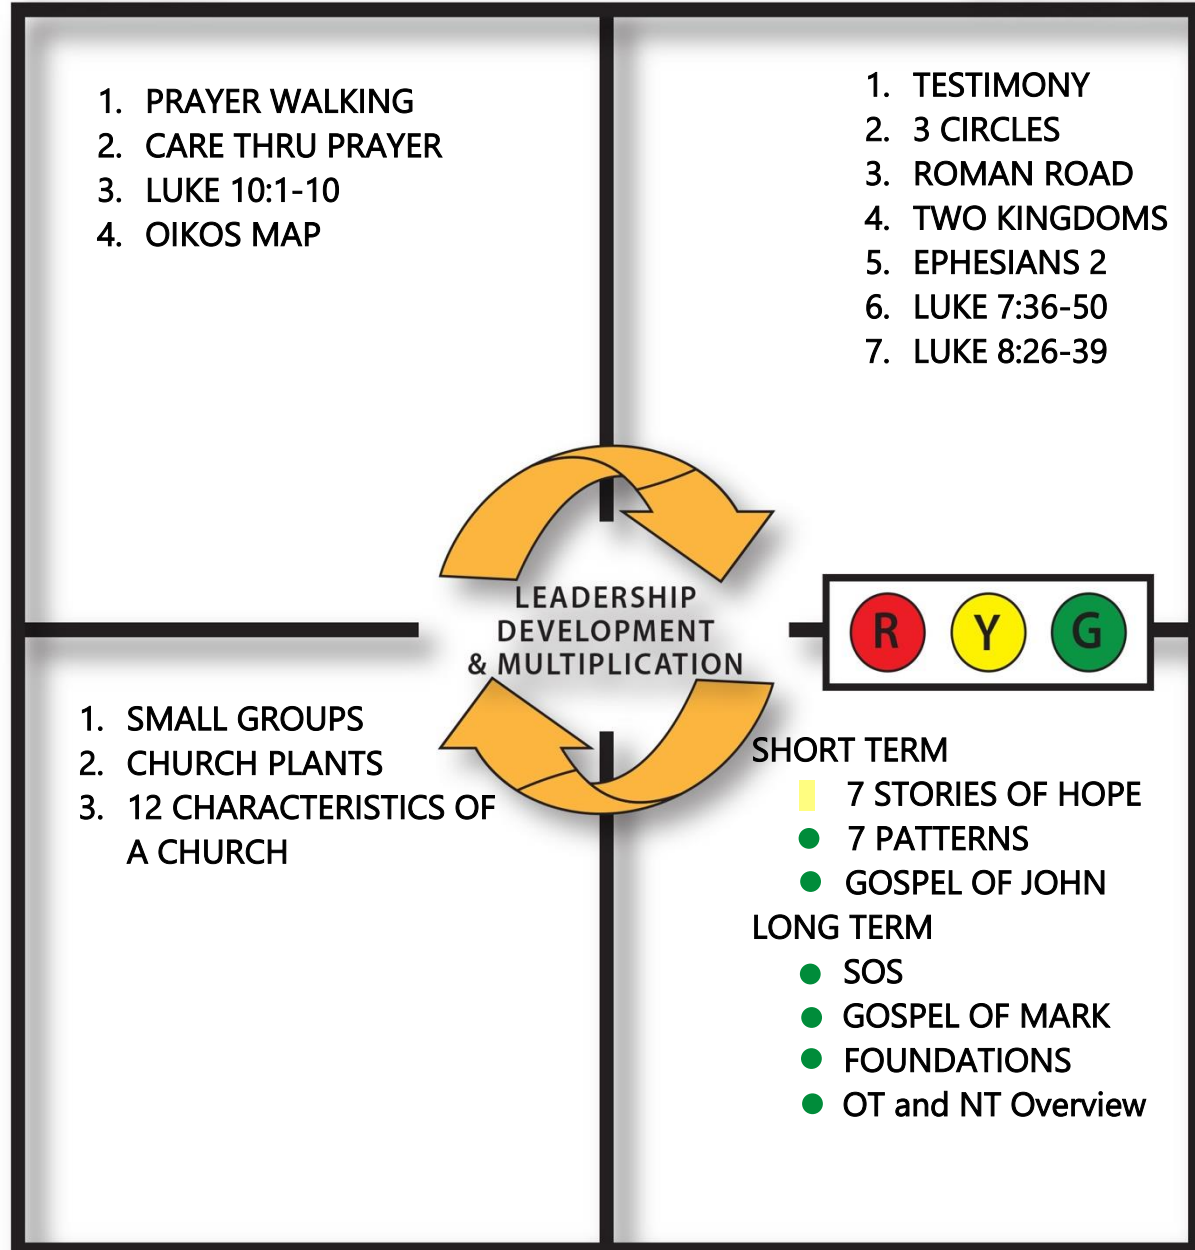 1. PRAYER WALKING
2. CARE THRU PRAYER
3. LUKE 10:1-10
4. OIKOS MAP
1. TESTIMONY
2. 3 CIRCLES
3. ROMAN ROAD
4. TWO KINGDOMS
5. EPHESIANS 2
6. LUKE 7:36-50
7. LUKE 8:26-39
LEADERSHIP
DEVELOPMENT
& MULTIPLICATION
R Y G
1. SMALL GROUPS
2. CHURCH PLANTS
3. 12 CHARACTERISTICS OF
A CHURCH
SHORT TERM
7 STORIES OF HOPE
● 7 PATTERNS
● GOSPEL OF JOHN
LONG TERM
● SOS
● GOSPEL OF MARK
● FOUNDATIONS
● OT and NT Overview